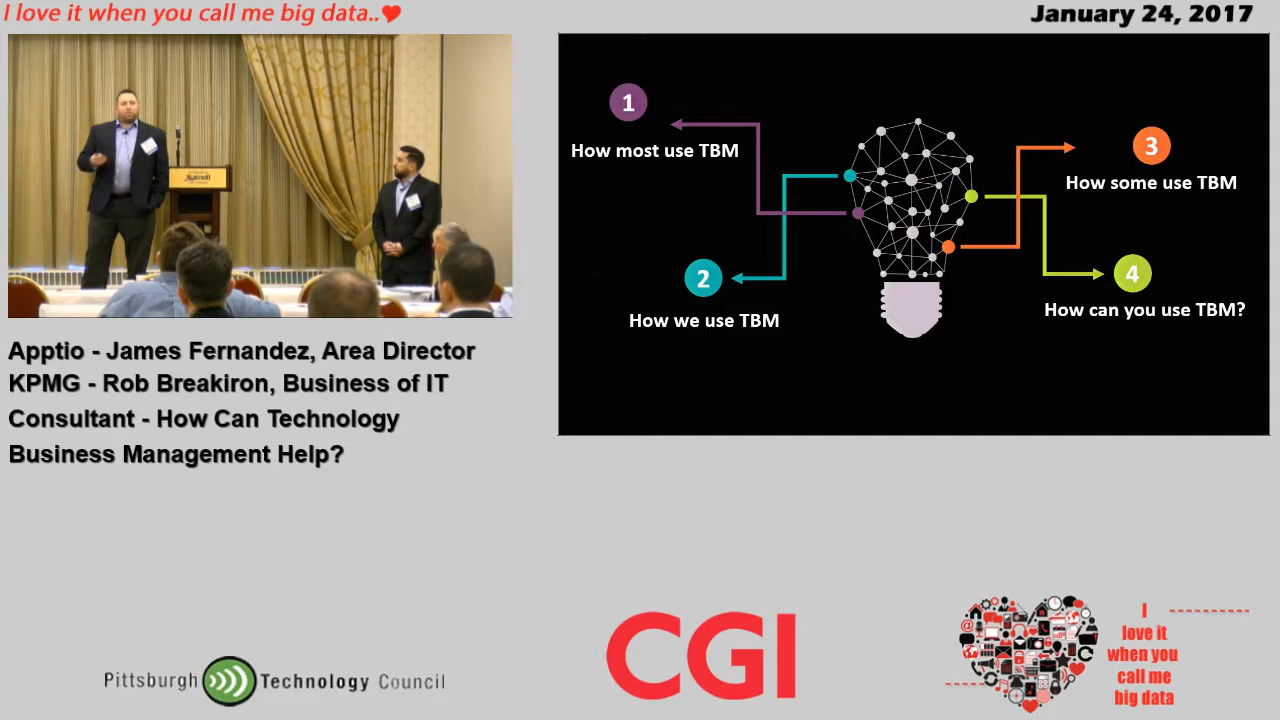 I love it when you call me big data..
January 24, 2017
1
How most use TBM
2
How we use TBM
3
How some use TBM
4
How can you use TBM?
Marriott
Apptio - James Fernandez, Area Director
KPMG - Rob Breakiron, Business of IT
Consultant - How Can Technology
Business Management Help?
Pittsburgh Technology Council
CGI
I
love it
when you
call me
big data